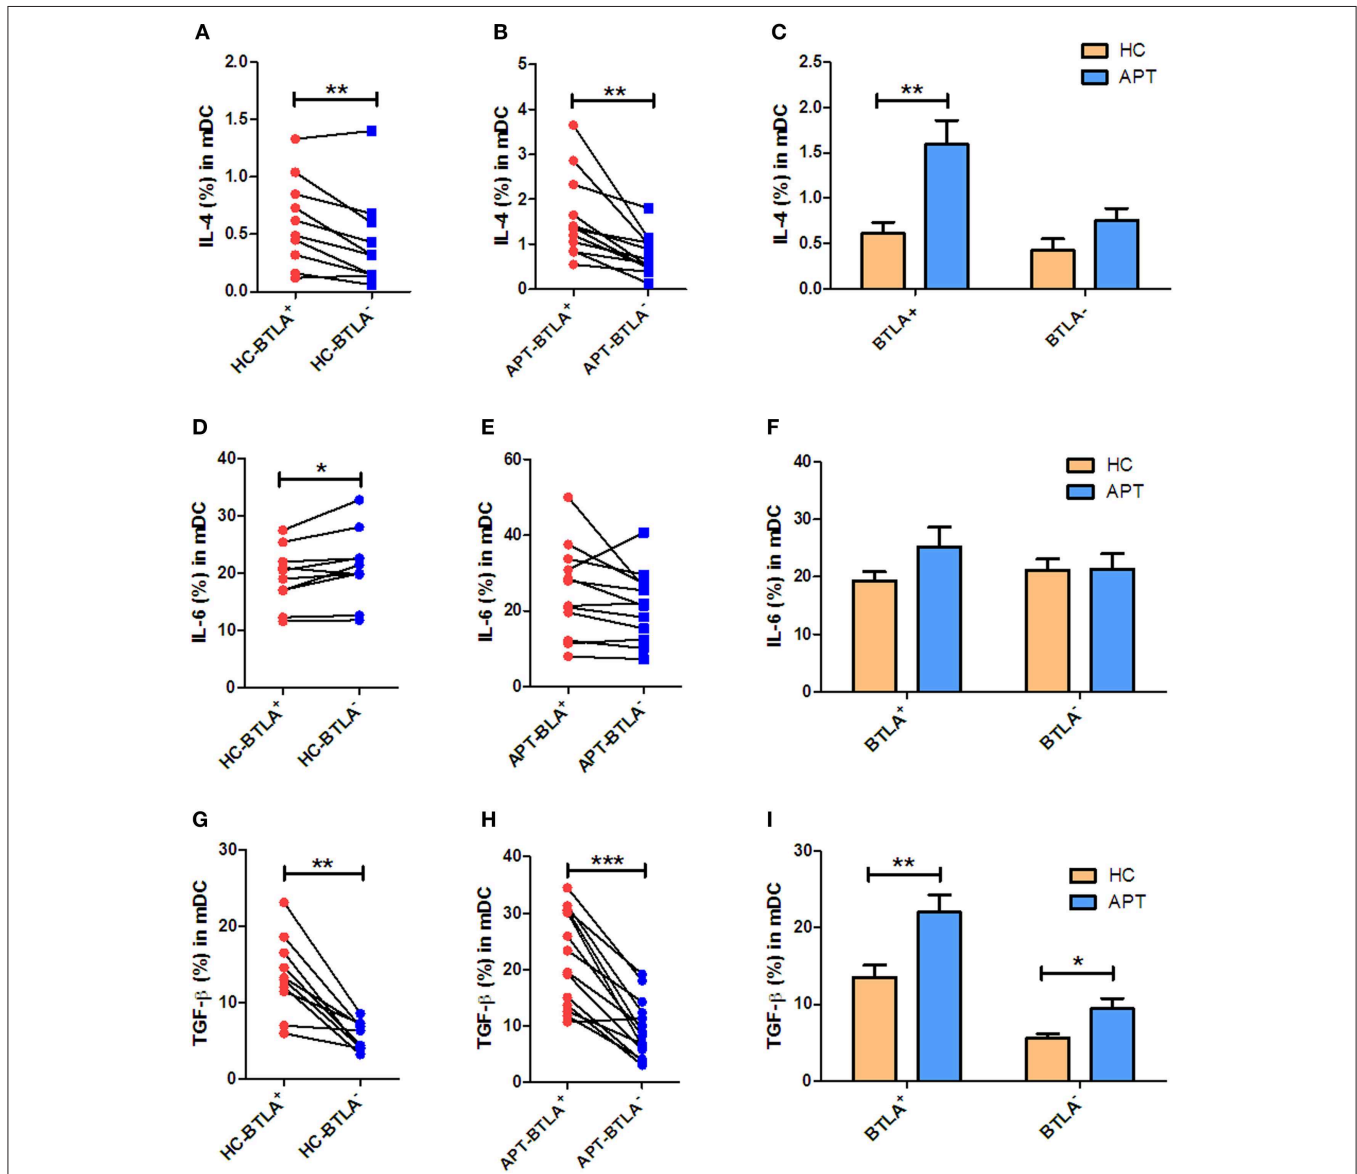 A
IL-4 (%) in mDC
2.0
1.5
1.0
0.5
0.0
**
HC-BTLA+
HC-BTLA-
B
IL-4 (%) in mDC
5
4
3
2
1
0
**
APT-BTLA+
APT-BTLA-
C
IL-4 (%) in mDC
2.5
2.0
1.5
1.0
0.5
0.0
**
HC
APT
BTLA+
BTLA-
D
IL-6 (%) in mDC
40
30
20
10
0
*
HC-BTLA+
HC-BTLA-
E
IL-6 (%) in mDC
60
40
20
0
APT-BLA+
APT-BTLA-
F
IL-6 (%) in mDC
40
30
20
10
0
HC
APT
BTLA+
BTLA-
G
TGF-β (%) in mDC
30
20
10
0
**
HC-BTLA+
HC-BTLA-
H
TGF-β (%) in mDC
40
30
20
10
0
***
APT-BTLA+
APT-BTLA-
I
TGF-β (%) in mDC
30
20
10
0
**
*
HC
APT
BTLA+
BTLA-